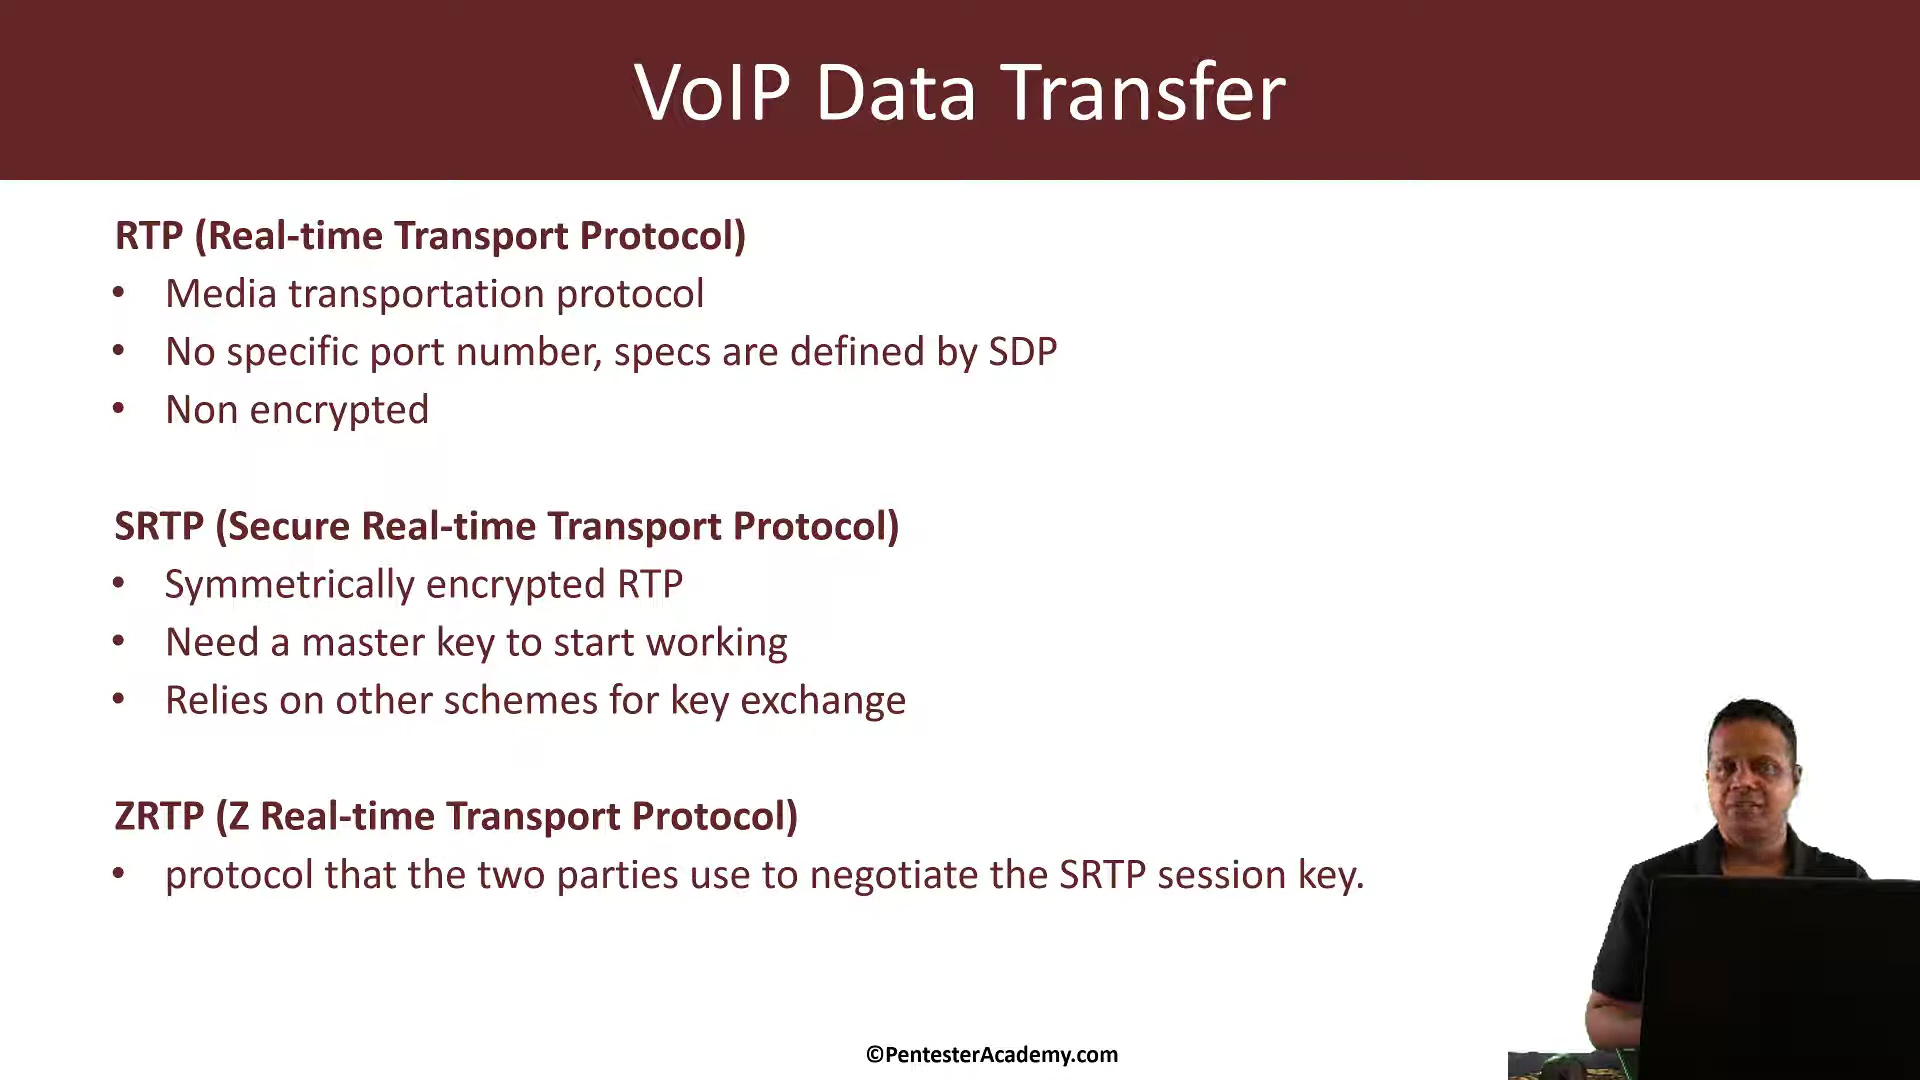 VoIP Data Transfer
RTP (Real-time Transport Protocol)
• Media transportation protocol
• No specific port number, specs are defined by SDP
• Non encrypted
SRTP (Secure Real-time Transport Protocol)
• Symmetrically encrypted RTP
• Need a master key to start working
• Relies on other schemes for key exchange
ZRTP (Z Real-time Transport Protocol)
• protocol that the two parties use to negotiate the SRTP session key.
©PentesterAcademy.com